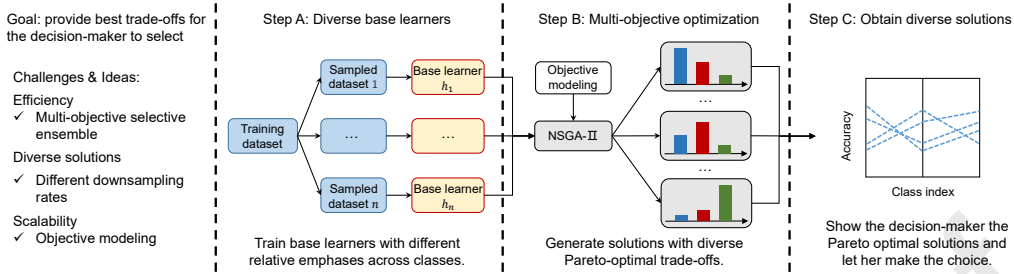 Goal: provide best trade-offs for
the decision-maker to select
Challenges & Ideas:
Efficiency
✓ Multi-objective selective
ensemble
Diverse solutions
✓ Different downsampling
rates
Scalability
✓ Objective modeling
Step A: Diverse base learners
Training
dataset
Sampled
dataset 1
...
Sampled
dataset n
Base learner
h₁
...
Base learner
hₙ
Train base learners with different
relative emphases across classes.
Step B: Multi-objective optimization
Objective
modeling
NSGA-II
...
...
Generate solutions with diverse
Pareto-optimal trade-offs.
Step C: Obtain diverse solutions
Accuracy
Class index
Show the decision-maker the
Pareto optimal solutions and
let her make the choice.